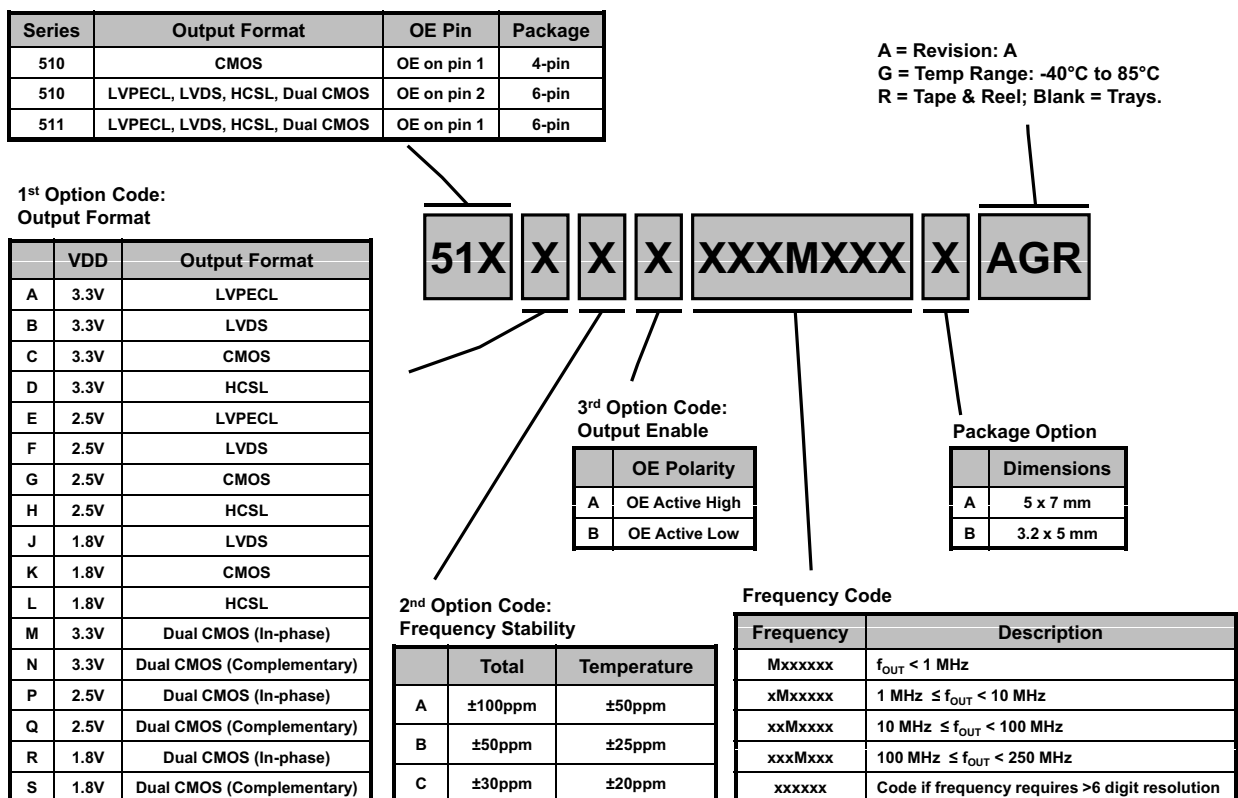 Series Output Format OE Pin Package
510 CMOS OE on pin 1 4-pin
510 LVPECL, LVDS, HCSL, Dual CMOS OE on pin 2 6-pin
511 LVPECL, LVDS, HCSL, Dual CMOS OE on pin 1 6-pin
A = Revision: A
G = Temp Range: -40°C to 85°C
R = Tape & Reel; Blank = Trays.
51X X X X XXXMXXX X AGR
1st Option Code:
Output Format
VDD Output Format
A 3.3V LVPECL
B 3.3V LVDS
C 3.3V CMOS
D 3.3V HCSL
E 2.5V LVPECL
F 2.5V LVDS
G 2.5V CMOS
H 2.5V HCSL
J 1.8V LVDS
K 1.8V CMOS
L 1.8V HCSL
M 3.3V Dual CMOS (In-phase)
N 3.3V Dual CMOS (Complementary)
P 2.5V Dual CMOS (In-phase)
Q 2.5V Dual CMOS (Complementary)
R 1.8V Dual CMOS (In-phase)
S 1.8V Dual CMOS (Complementary)
3rd Option Code:
Output Enable
OE Polarity
A OE Active High
B OE Active Low
Package Option
Dimensions
A 5 x 7 mm
B 3.2 x 5 mm
2nd Option Code:
Frequency Stability
Total Temperature
A ±100ppm ±50ppm
B ±50ppm ±25ppm
C ±30ppm ±20ppm
Frequency Code
Frequency Description
Mxxxxxx fOUT < 1 MHz
xMxxxxx 1 MHz ≤ fOUT < 10 MHz
xxMxxxx 10 MHz ≤ fOUT < 100 MHz
xxxMxxx 100 MHz ≤ fOUT < 250 MHz
xxxxxx Code if frequency requires >6 digit resolution